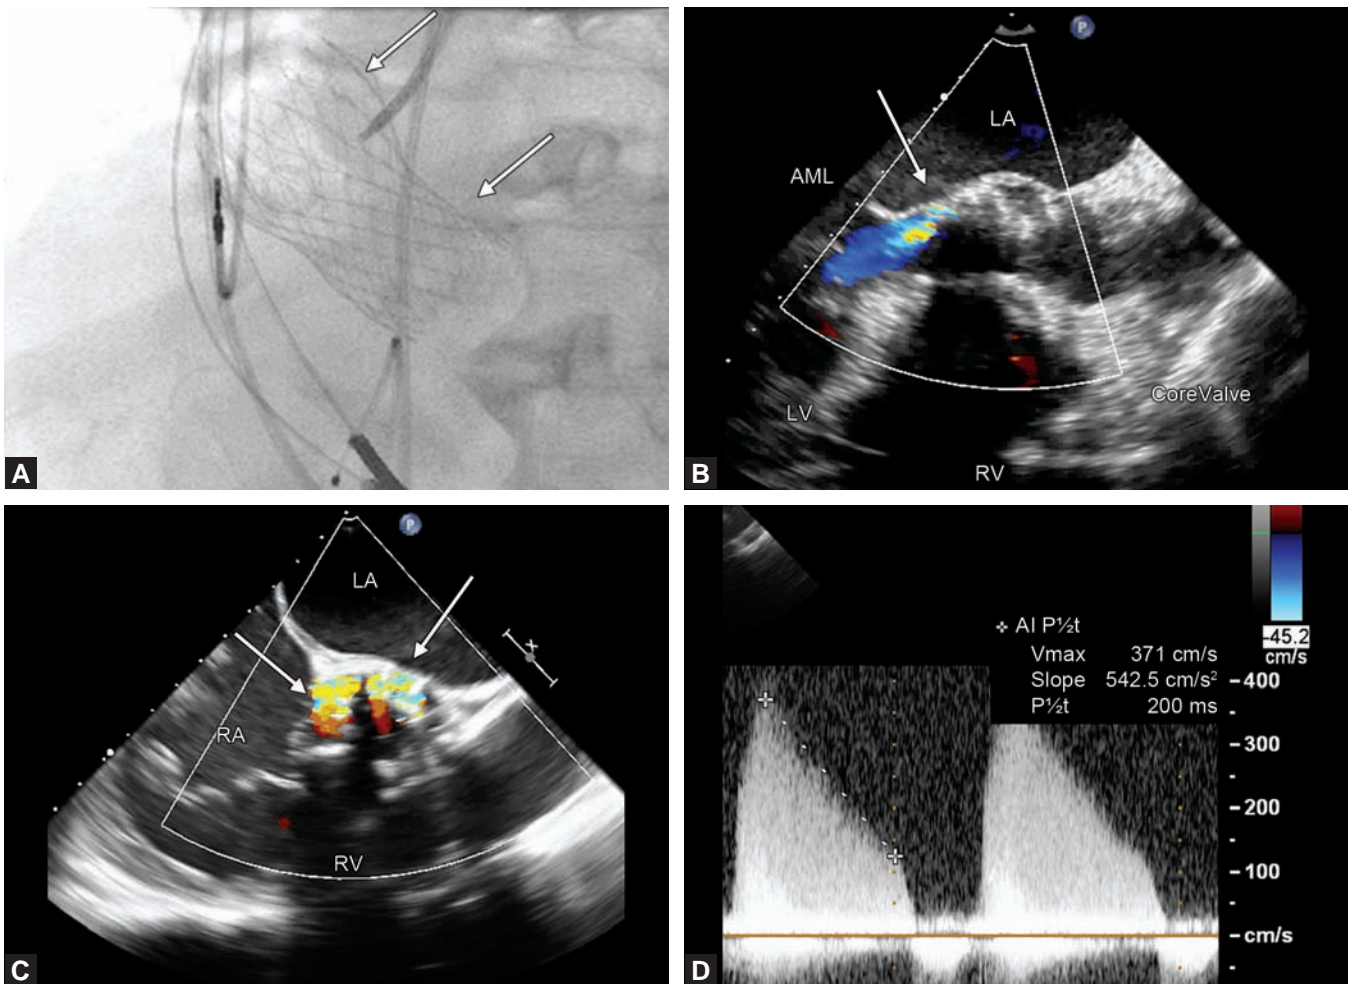 A
P
LA
AML
CoreValve
LV
RV
B
P
LA
RA
RV
C
-45.2
cm/s
AI P½t
Vmax 371 cm/s
Slope 542.5 cm/s²
P½t 200 ms
400
300
200
100
cm/s
D